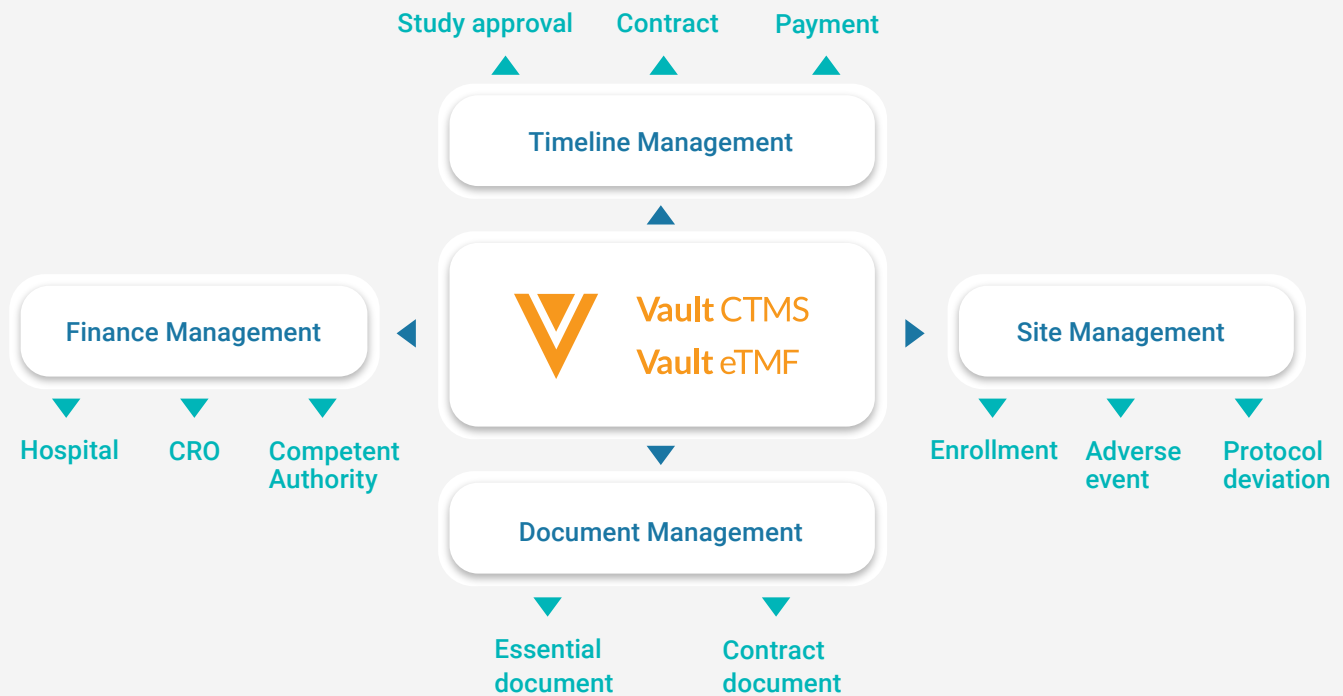 Study approval
Contract
Payment
Timeline Management
Vault CTMS
Vault eTMF
Finance Management
Hospital
CRO
Competent
Authority
Site Management
Enrollment
Adverse
event
Protocol
deviation
Document Management
Essential
document
Contract
document